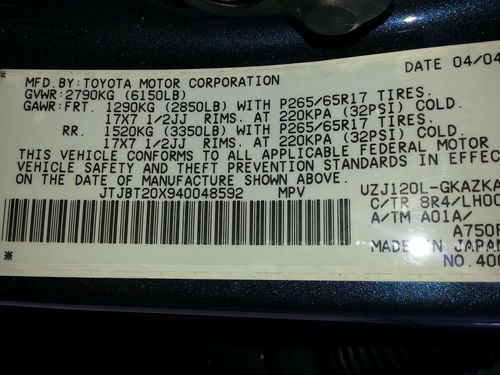 DATE 04/04
MFD.BY:TOYOTA MOTOR CORPORATION
GVWR:2790KG (6150LB)
GAWR:FRT. 1290KG (2850LB) WITH P265/65R17 TIRES.
17X7 1/2JJ RIMS. AT 220KPA (32PSI) COLD.
RR. 1520KG (3350LB) WITH P265/65R17 TIRES.
17X7 1/2JJ RIMS. AT 220KPA (32PSI) COLD.
THIS VEHICLE CONFORMS TO ALL APPLICABLE FEDERAL MOTOR
VEHICLE SAFETY AND THEFT PREVENTION STANDARDS IN EFFEC
ON THE DATE OF MANUFACTURE SHOWN ABOVE.
JTJBT20X940048592 MPV
UZJ120L-GKAZKA
C/TR 8R4/LH00
A/TM A01A/
A750F
MADE IN JAPAN
NO.400